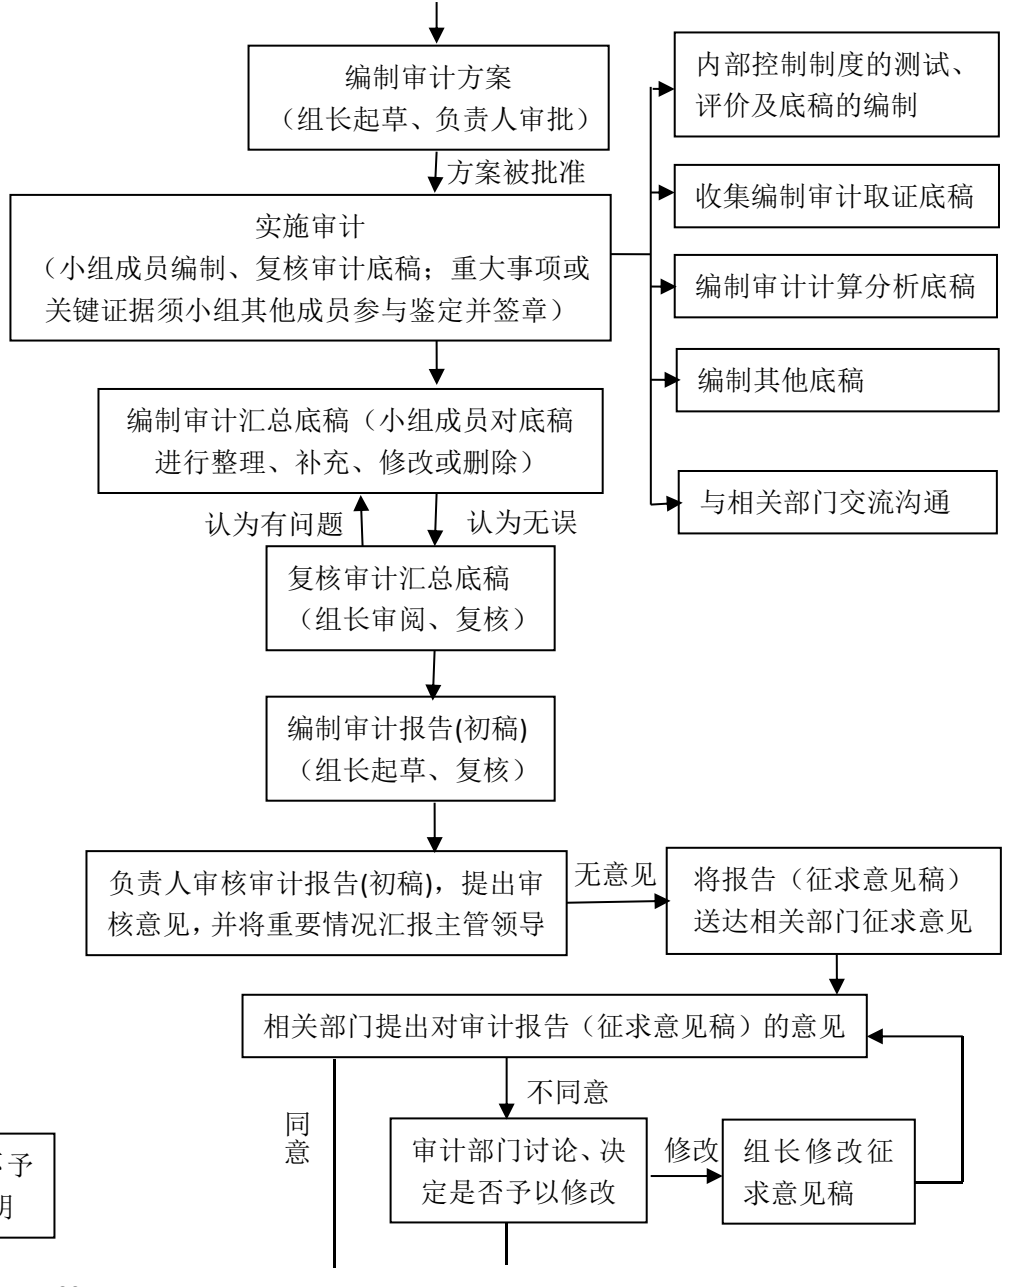 编制审计方案
（组长起草、负责人审批）
方案被批准
实施审计
（小组成员编制、复核审计底稿；重大事项或
关键证据须小组其他成员参与鉴定并签章）
内部控制制度的测试、
评价及底稿的编制
收集编制审计取证底稿
编制审计计算分析底稿
编制其他底稿
与相关部门交流沟通
编制审计汇总底稿（小组成员对底稿
进行整理、补充、修改或删除）
认为有问题
认为无误
复核审计汇总底稿
（组长审阅、复核）
编制审计报告(初稿)
（组长起草、复核）
负责人审核审计报告(初稿)，提出审
核意见，并将重要情况汇报主管领导
无意见
将报告（征求意见稿）
送达相关部门征求意见
相关部门提出对审计报告（征求意见稿）的意见
同
意
不同意
审计部门讨论、决
定是否予以修改
修改
组长修改征
求意见稿
予